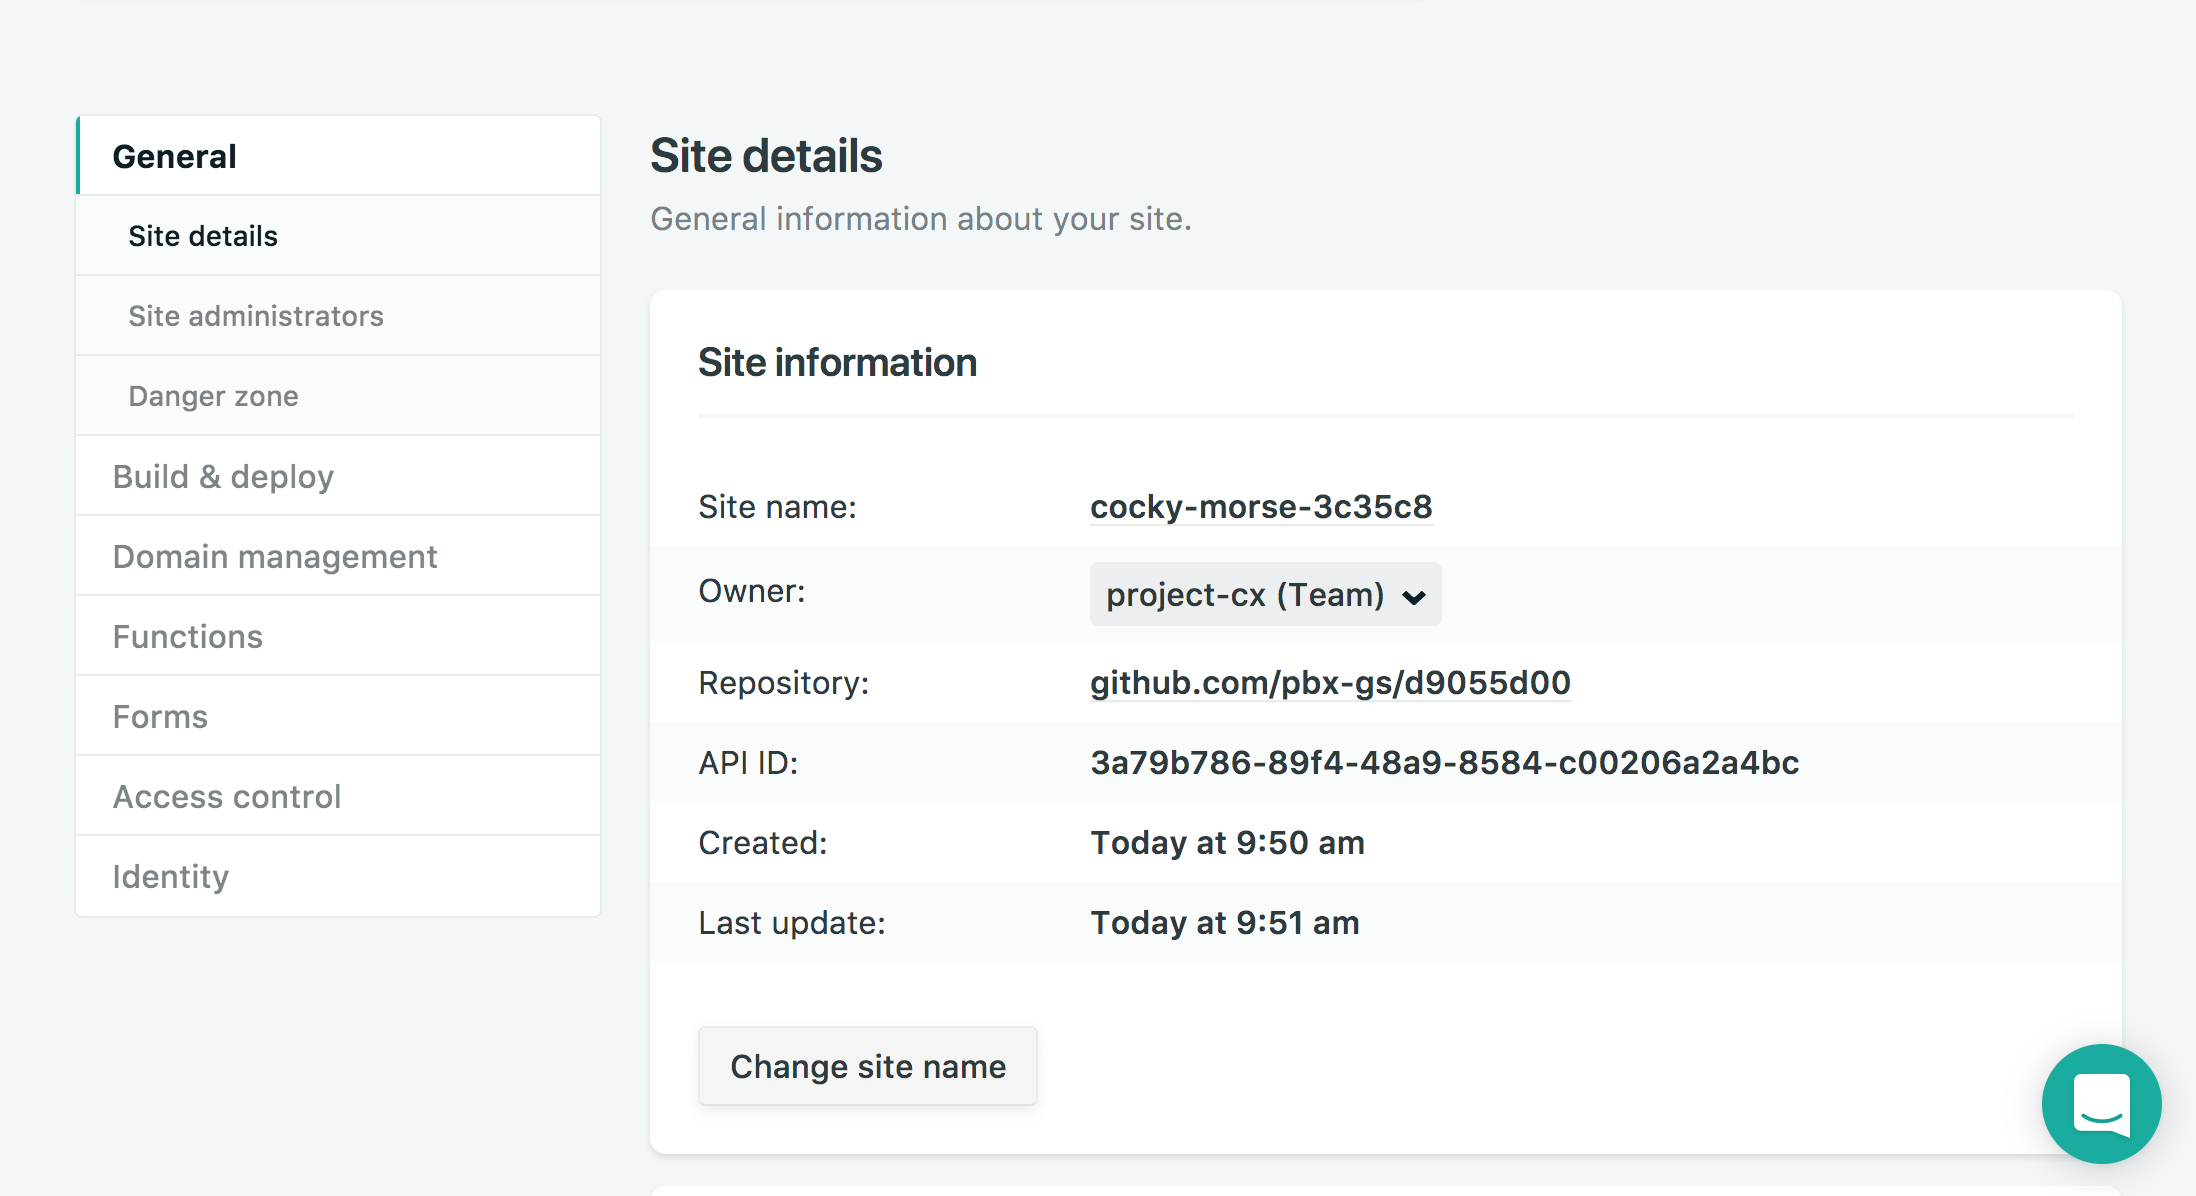 General
Site details
Site administrators
Danger zone
Build & deploy
Domain management
Functions
Forms
Access control
Identity
Site details
General information about your site.
Site information
Site name: cocky-morse-3c35c8
Owner: project-cx (Team)
Repository: github.com/pbx-gs/d9055d00
API ID: 3a79b786-89f4-48a9-8584-c00206a2a4bc
Created: Today at 9:50 am
Last update: Today at 9:51 am
Change site name